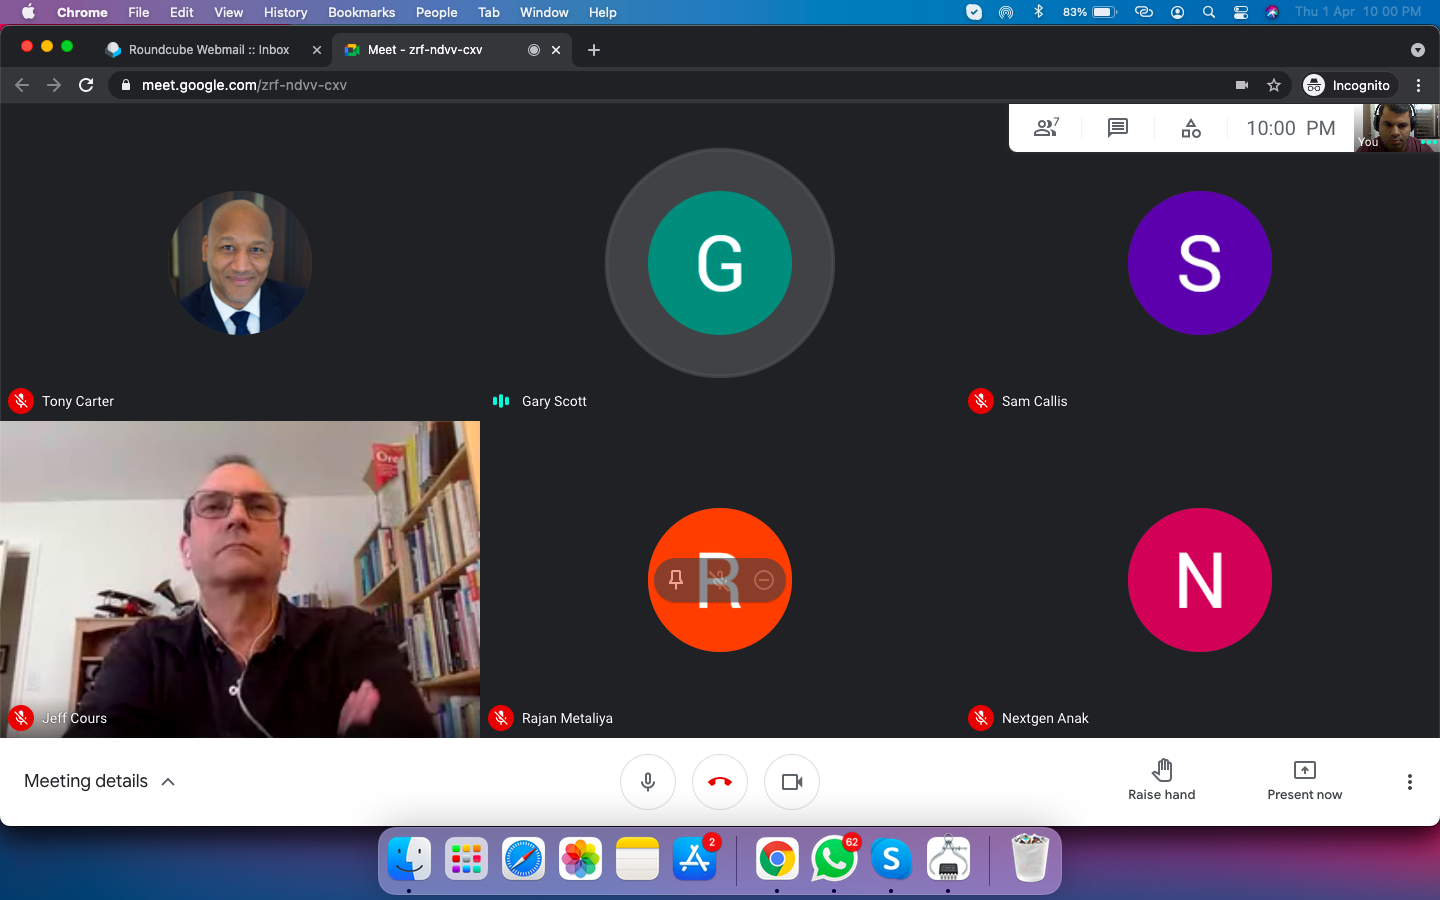 Chrome File Edit View History Bookmarks People Tab Window Help 83% Thu 1 Apr 10 00 PM
Roundcube Webmail :: Inbox Meet - zrf-ndvv-cxv
meet.google.com/zrf-ndvv-cxv Incognito
7 10:00 PM You
G
S
Tony Carter Gary Scott Sam Callis
Ore
R
N
Jeff Cours Rajan Metaliya Nextgen Anak
Meeting details
Raise hand Present now
2 62
S